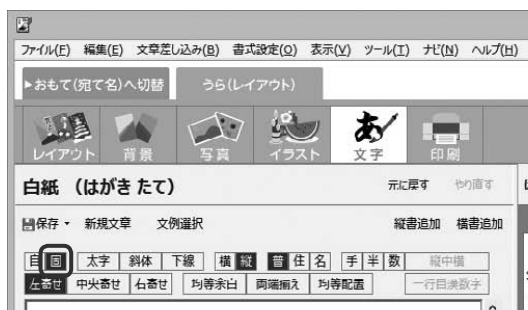 ファイル(F) 編集(E) 文章差し込み(B) 書式設定(O) 表示(V) ツール(T) ナビ(N) ヘルプ(H)
▶おもて(宛て名)へ切替 うら(レイアウト)
レイアウト 背景 写真 イラスト 文字 印刷
白紙 (はがき たて) 元に戻す やり直す
保存 新規文章 文例選択 縦書追加 横書追加
自 固 太字 斜体 下線 横 縦 普 住 名 手 半 数 縦中横
左寄せ 中央寄せ 右寄せ 均等余白 両端揃え 均等配置 一行目漢数字